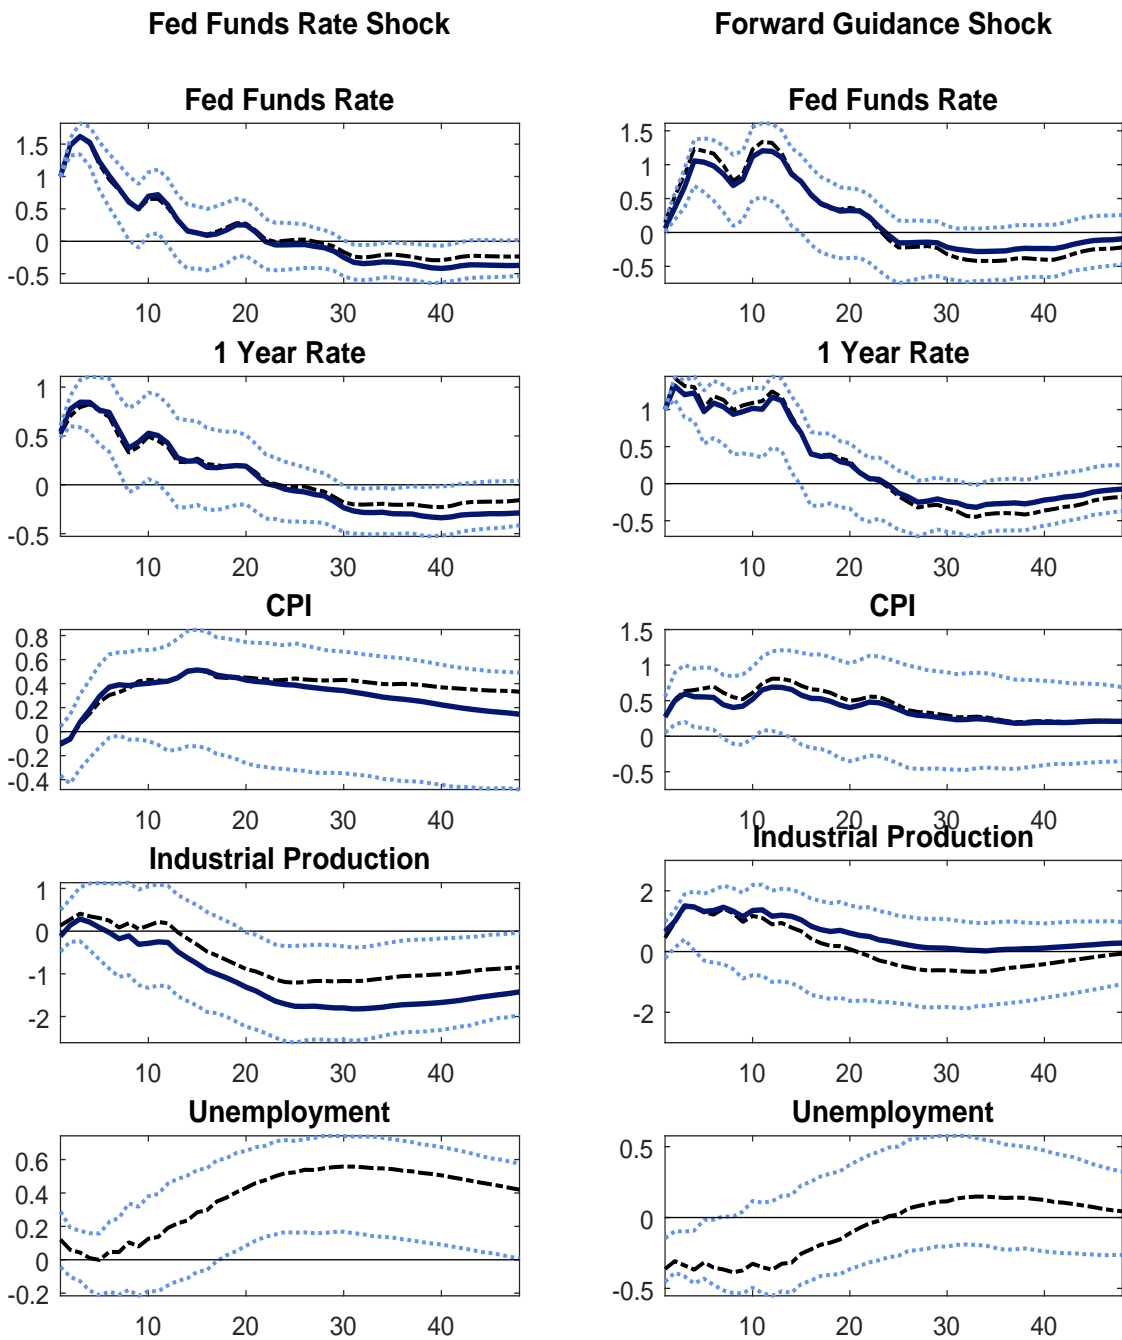 Fed Funds Rate Shock
Forward Guidance Shock
Fed Funds Rate
1.5
1
0.5
0
-0.5
10 20 30 40
Fed Funds Rate
1.5
1
0.5
0
-0.5
10 20 30 40
1 Year Rate
1
0.5
0
-0.5
10 20 30 40
1 Year Rate
1
0.5
0
-0.5
10 20 30 40
CPI
0.8
0.6
0.4
0.2
0
-0.2
-0.4
10 20 30 40
CPI
1.5
1
0.5
0
-0.5
10 20 30 40
Industrial Production
1
0
-1
-2
10 20 30 40
Industrial Production
2
0
-2
10 20 30 40
Unemployment
0.6
0.4
0.2
0
-0.2
10 20 30 40
Unemployment
0.5
0
-0.5
10 20 30 40